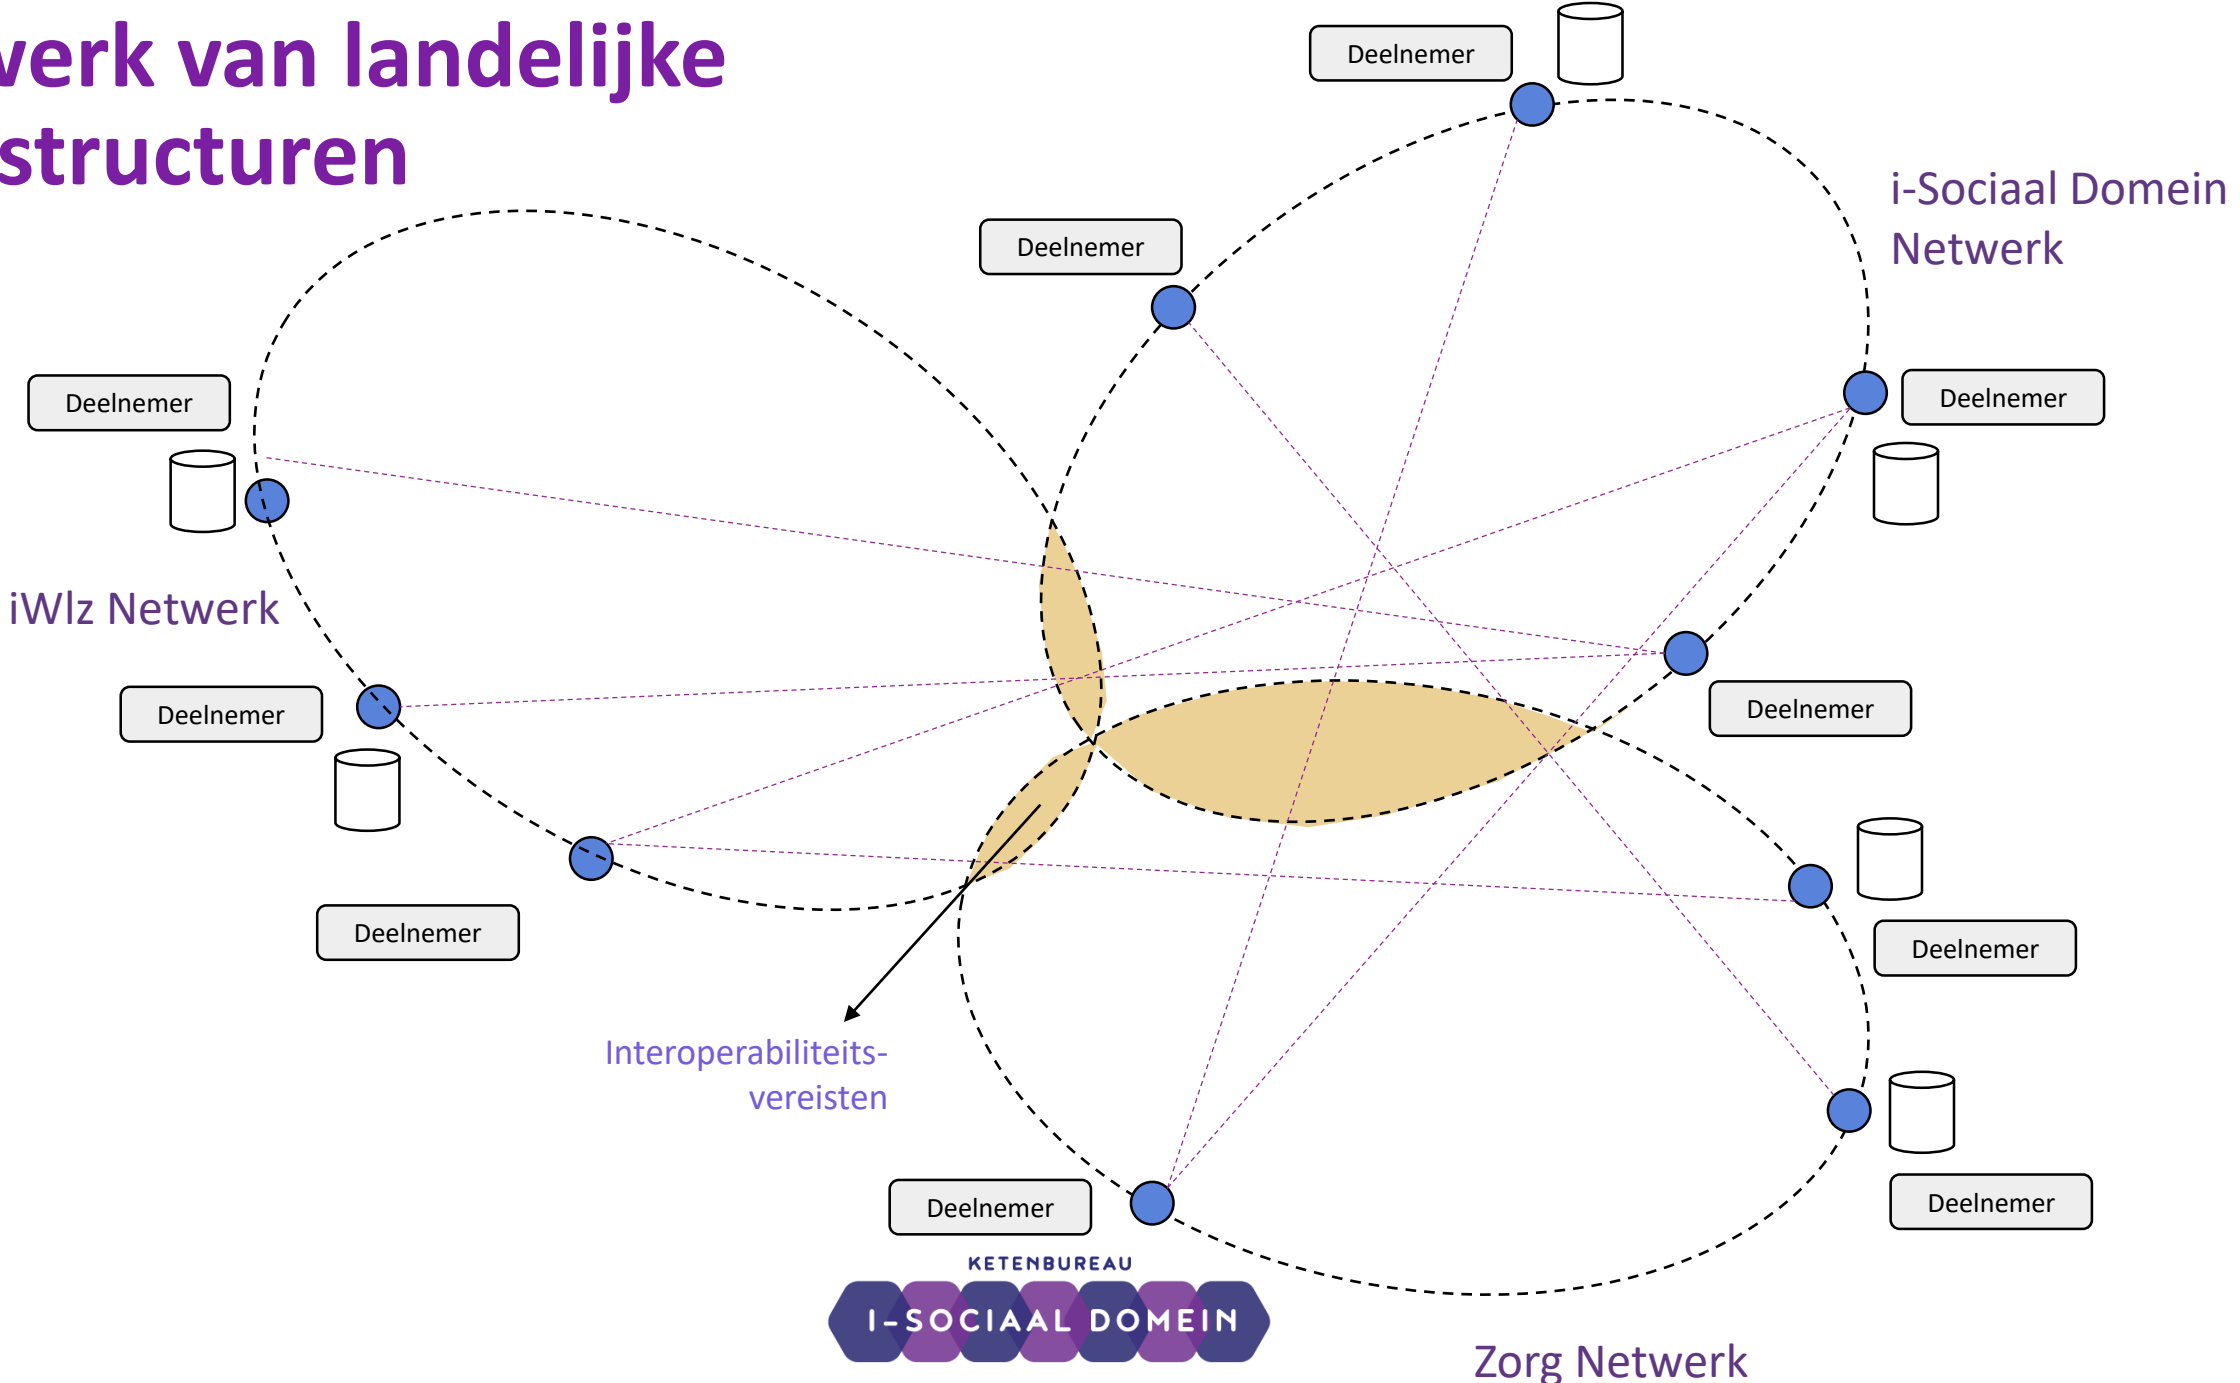 werk van landelijke
structuren
Deelnemer
i-Sociaal Domein
Netwerk
Deelnemer
Deelnemer
Deelnemer
iWlz Netwerk
Deelnemer
Deelnemer
Deelnemer
Deelnemer
Interoperabiliteits-
vereisten
Deelnemer
Deelnemer
KETENBUREAU
I-SOCIAAL DOMEIN
Zorg Netwerk